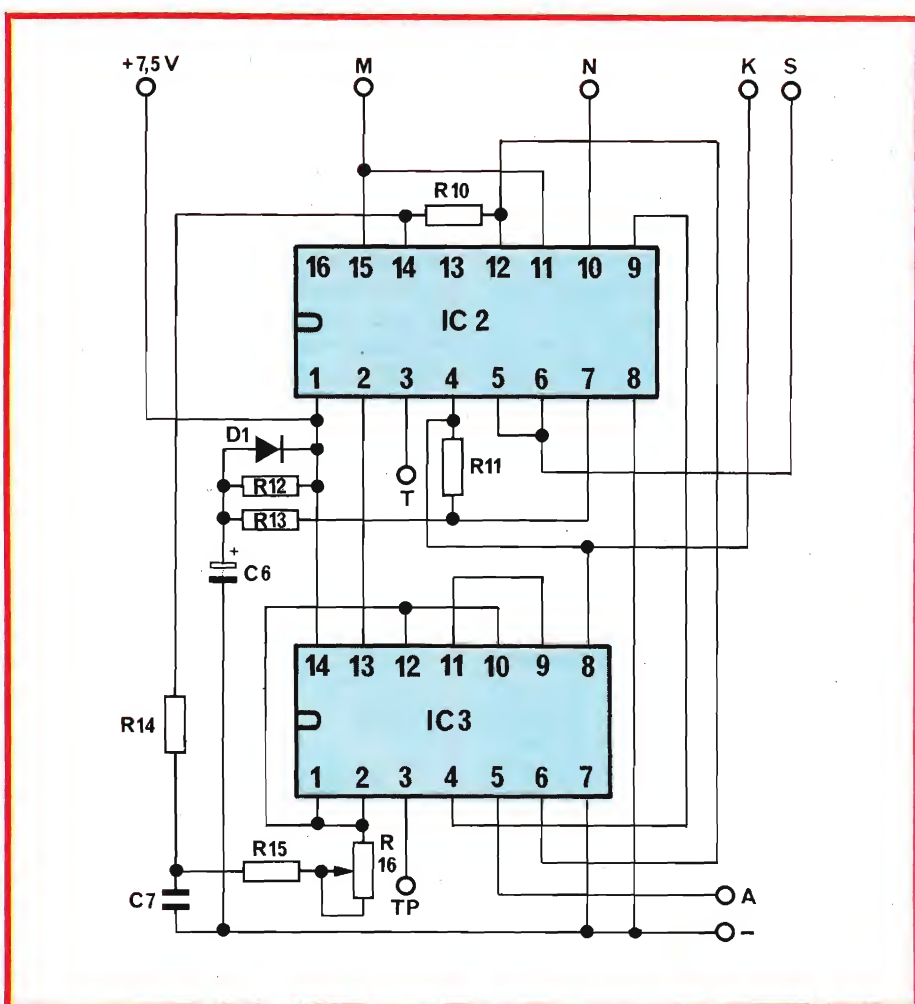 +7,5 V M N K S
R10
16 15 14 13 12 11 10 9
IC 2
1 2 3 4 5 6 7 8
D1
R11
R12
T
R13
+
C6
14 13 12 11 10 9 8
R14
IC3
1 2 3 4 5 6 7
R15
R
16
C7
TP
A
-